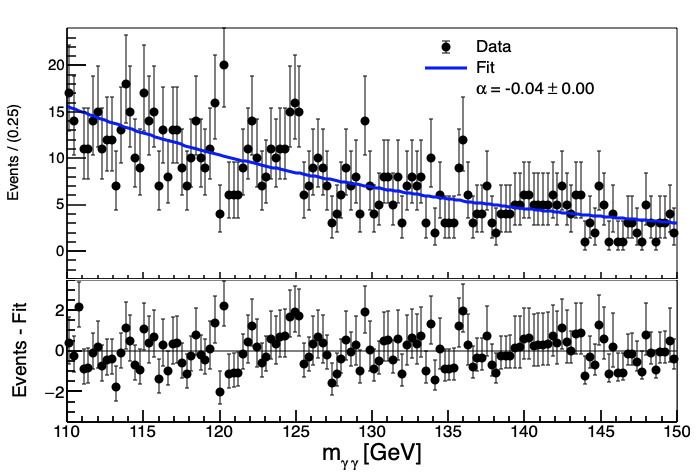 Data
Fit
α = -0.04 ± 0.00
Events / (0.25)
20
15
10
5
0
Events - Fit
2
0
−2
110 115 120 125 130 135 140 145 150
mγγ [GeV]